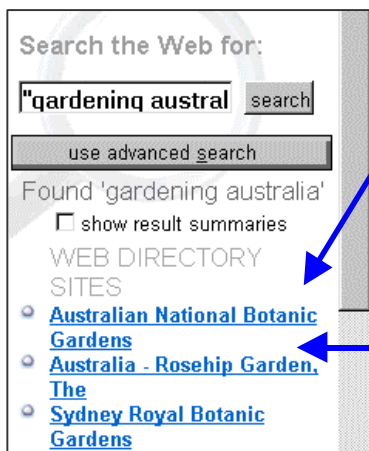 Search the Web for:
"gardening austral search
use advanced search
Found 'gardening australia'
show result summaries
WEB DIRECTORY
SITES
Australian National Botanic
Gardens
Australia - Rosehip Garden,
The
Sydney Royal Botanic
Gardens